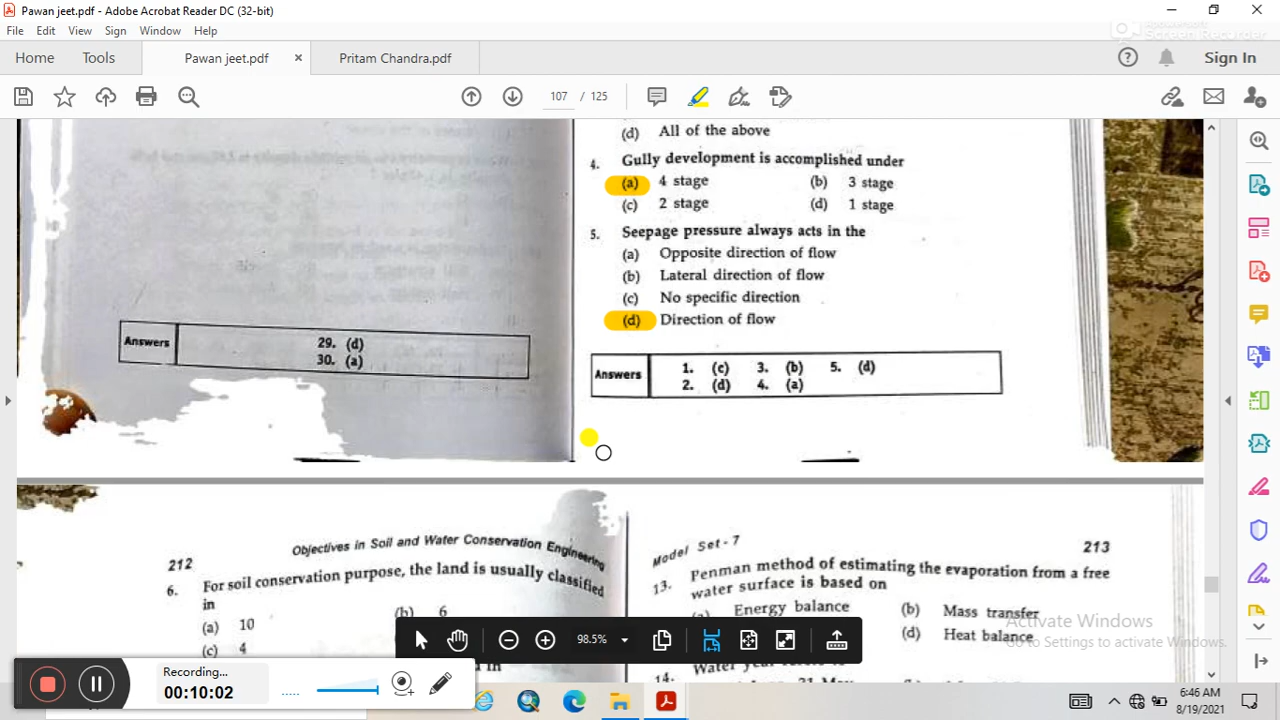 Pawan jeet.pdf - Adobe Acrobat Reader DC (32-bit)
File Edit View Sign Window Help
Home Tools Pawan jeet.pdf × Pritam Chandra.pdf Sign In
107 / 125
(d) All of the above
4. Gully development is accomplished under
(a) 4 stage (b) 3 stage
(c) 2 stage (d) 1 stage
5. Seepage pressure always acts in the
(a) Opposite direction of flow
(b) Lateral direction of flow
(c) No specific direction
(d) Direction of flow
Answers 29. (d)
30. (a)
Answers 1. (c) 3. (b) 5. (d)
2. (d) 4. (a)
212 Objectives in Soil and Water Conservation Engineering
6. For soil conservation purpose, the land is usually classified
in
(a) 10 (b) 6
(c) 4
Model Set - 7 213
13. Penman method of estimating the evaporation from a free
water surface is based on
(a) Energy balance (b) Mass transfer
(d) Heat balance
14. Water year
98.5%
Activate Windows
Go to Settings to activate Windows.
Recording...
00:10:02
6:46 AM
8/19/2021